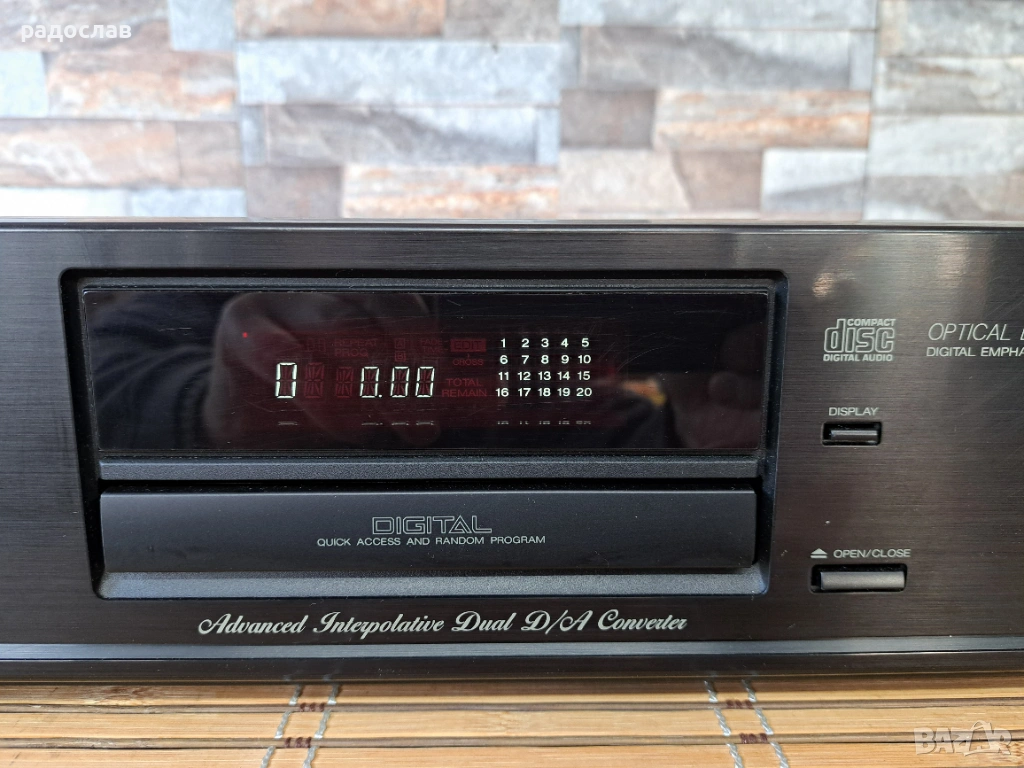 радослав
REPEAT
EDIT
1 2 3 4 5
PROG
CROSS
6 7 8 9 10
0 0.00
TOTAL
11 12 13 14 15
REMAIN
16 17 18 19 20
COMPACT
disc
DIGITAL AUDIO
OPTICAL
DIGITAL EMPHA
DISPLAY
DIGITAL
QUICK ACCESS AND RANDOM PROGRAM
OPEN/CLOSE
Advanced Interpolative Dual D/A Converter
BAZAR